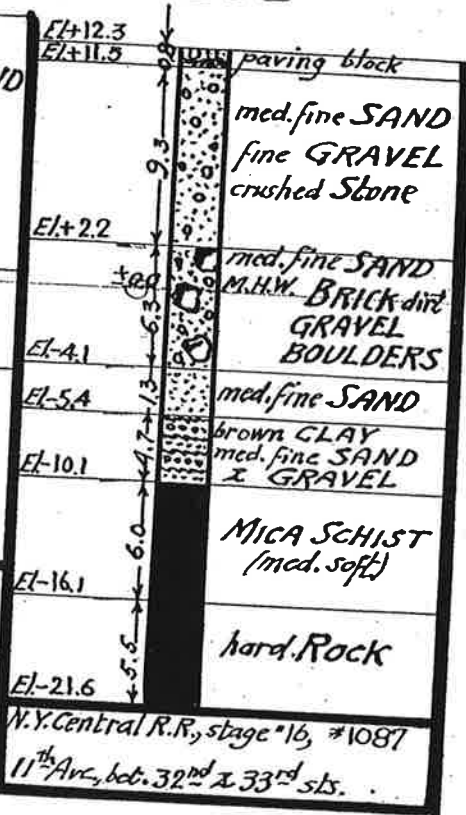 El+12.3
El+11.5
0.8
paving block
9.3
med. fine SAND
fine GRAVEL
crushed Stone
El+2.2
med. fine SAND
M.H.W. BRICK-dirt
±0.0
6.3
GRAVEL
BOULDERS
El-4.1
1.3
med. fine SAND
El-5.4
4.7
brown CLAY
med. fine SAND
& GRAVEL
El-10.1
6.0
MICA SCHIST
(med. soft)
El-16.1
5.5
hard. Rock
El-21.6
N.Y. Central R.R., stage #16, #1087
11th Ave., bet. 32nd & 33rd sts.